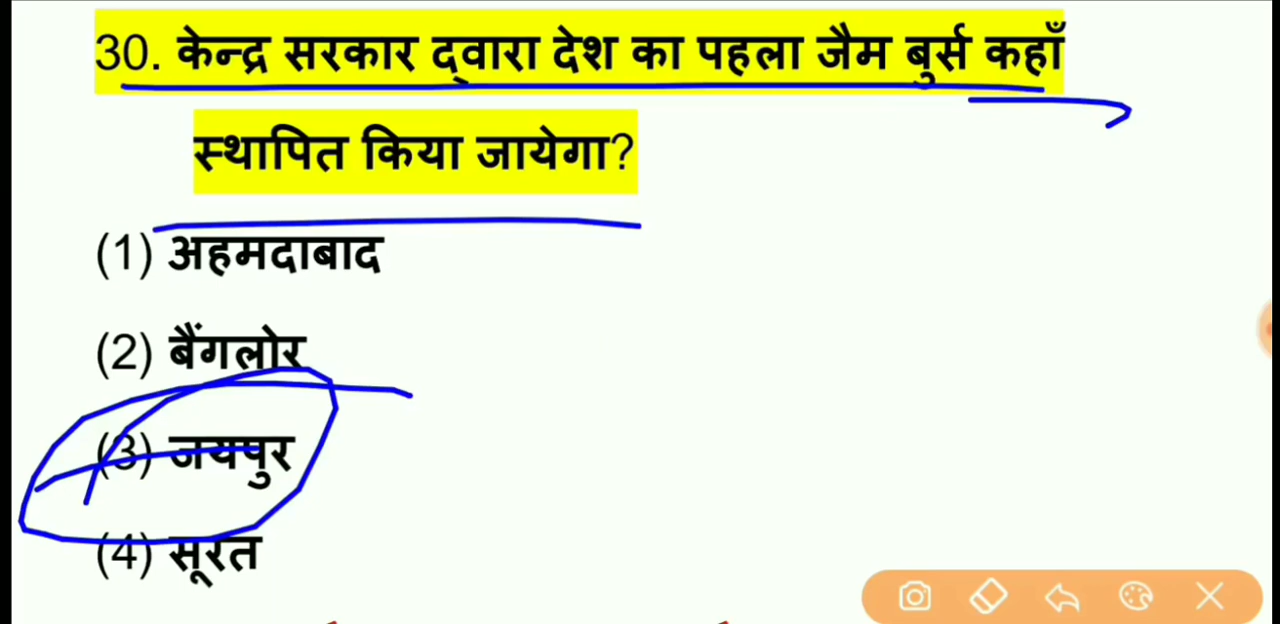 30. केन्द्र सरकार द्वारा देश का पहला जैम बुर्स कहाँ
स्थापित किया जायेगा?
(1) अहमदाबाद
(2) बैंगलोर
(3) जयपुर
(4) सूरत